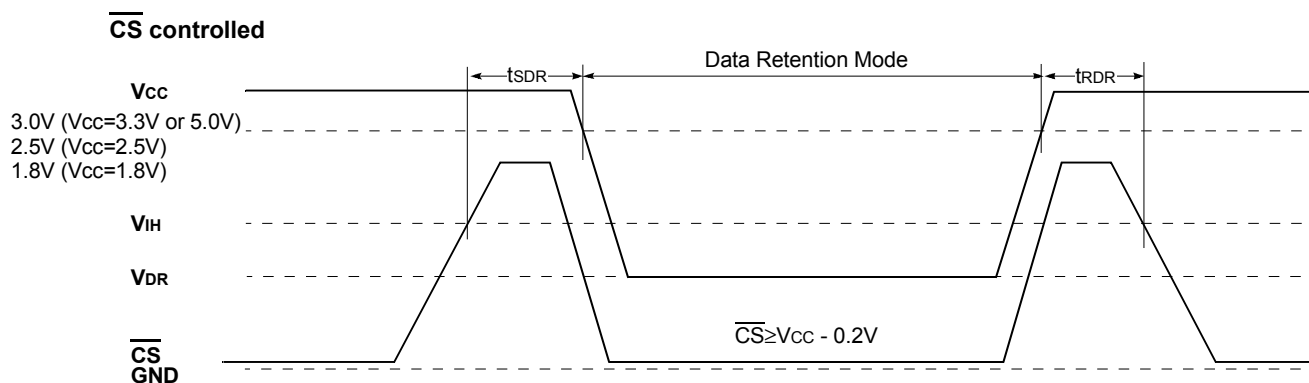 CS controlled
tSDR
Data Retention Mode
tRDR
VCC
3.0V (VCC=3.3V or 5.0V)
2.5V (VCC=2.5V)
1.8V (VCC=1.8V)
VIH
VDR
CS≥VCC - 0.2V
CS
GND